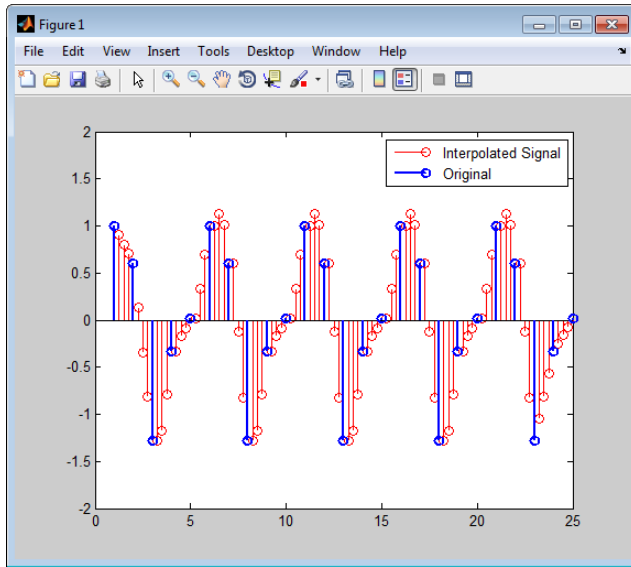 Figure 1
File Edit View Insert Tools Desktop Window Help
2
1.5
1
0.5
0
-0.5
-1
-1.5
-2
0 5 10 15 20 25
Interpolated Signal
Original